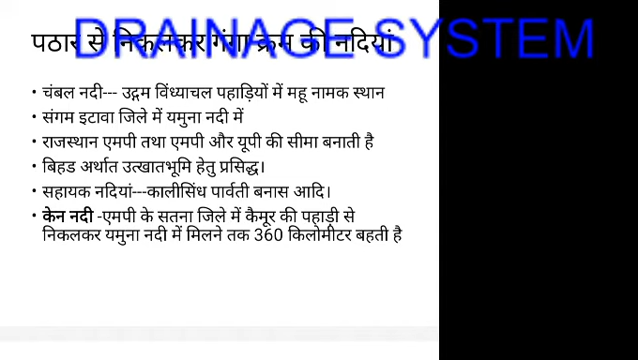 DRAINAGE SYSTEM
पठार से निकलकर गंगा क्रम की नदियां
• चंबल नदी--- उद्गम विंध्याचल पहाड़ियों में महू नामक स्थान
• संगम इटावा जिले में यमुना नदी में
• राजस्थान एमपी तथा एमपी और यूपी की सीमा बनाती है
• बिहड अर्थात उत्खातभूमि हेतु प्रसिद्ध।
• सहायक नदियां---कालीसिंध पार्वती बनास आदि।
• केन नदी -एमपी के सतना जिले में कैमूर की पहाड़ी से
निकलकर यमुना नदी में मिलने तक 360 किलोमीटर बहती है